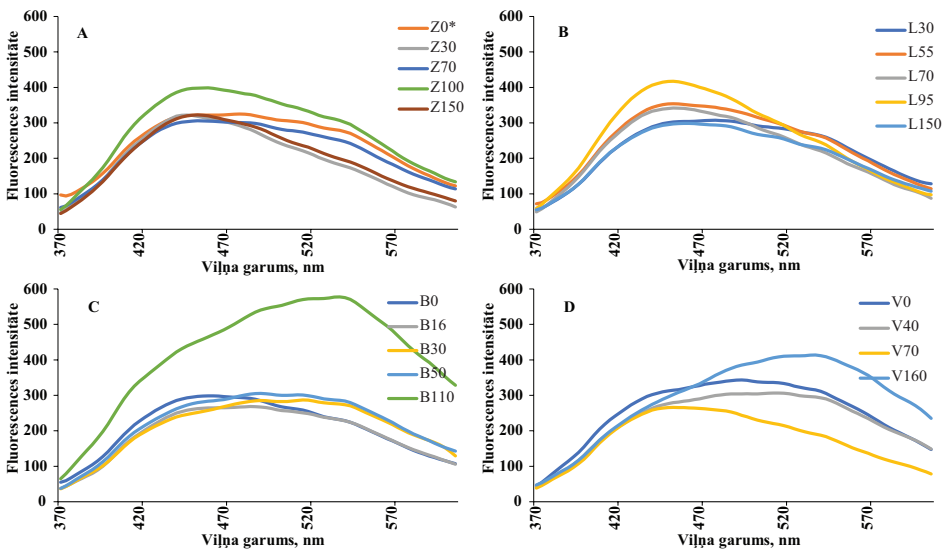 A
Fluorescences intensitāte
600
500
400
300
200
100
0
370
420
470
520
570
Viļņa garums, nm
Z0*
Z30
Z70
Z100
Z150
B
Fluorescences intensitāte
600
500
400
300
200
100
0
370
420
470
520
570
Viļņa garums, nm
L30
L55
L70
L95
L150
C
Fluorescences intensitāte
600
500
400
300
200
100
0
370
420
470
520
570
Viļņa garums, nm
B0
B16
B30
B50
B110
D
Fluorescences intensitāte
600
500
400
300
200
100
0
370
420
470
520
570
Viļņa garums, nm
V0
V40
V70
V160